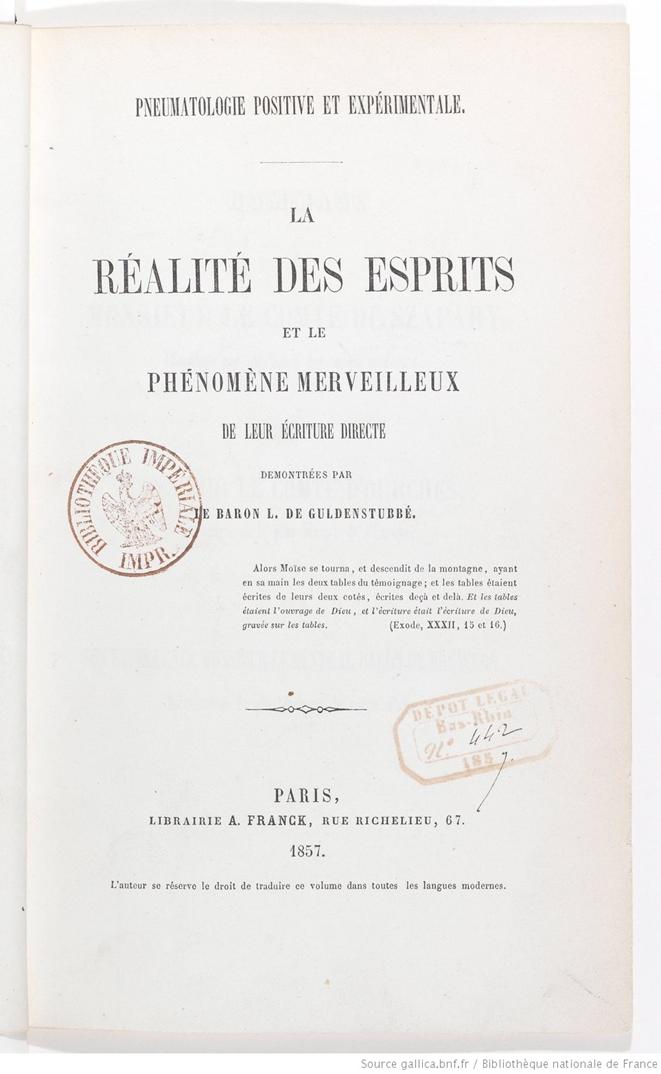 PNEUMATOLOGIE POSITIVE ET EXPÉRIMENTALE.
LA
RÉALITÉ DES ESPRITS
ET LE
PHÉNOMÈNE MERVEILLEUX
DE LEUR ÉCRITURE DIRECTE
DEMONTRÉES PAR
LE BARON L. DE GULDENSTUBBÉ.
BIBLIOTHÈQUE IMPÉRIALE
IMPR.
Alors Moïse se tourna, et descendit de la montagne, ayant
en sa main les deux tables du témoignage; et les tables étaient
écrites de leurs deux cotés, écrites deçà et delà. Et les tables
étaient l'ouvrage de Dieu, et l'écriture était l'écriture de Dieu,
gravée sur les tables. (Exode, XXXII, 15 et 16.)
DÉPOT LÉGAL
Bas-Rhin
N° 442
1857
PARIS,
LIBRAIRIE A. FRANCK, RUE RICHELIEU, 67.
1857.
L'auteur se réserve le droit de traduire ce volume dans toutes les langues modernes.
Source gallica.bnf.fr / Bibliothèque nationale de France